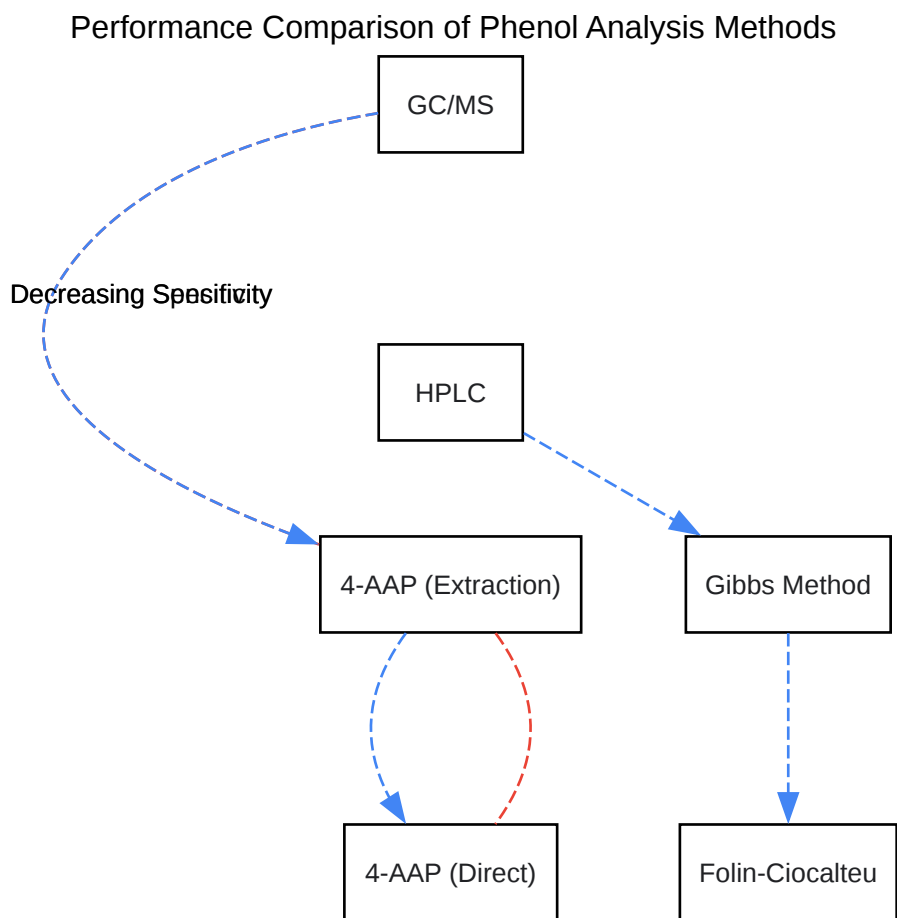 Performance Comparison of Phenol Analysis Methods
GC/MS
Decreasing
HPLC
4-AAP (Extraction)
Gibbs Method
4-AAP (Direct)
Folin-Ciocalteu